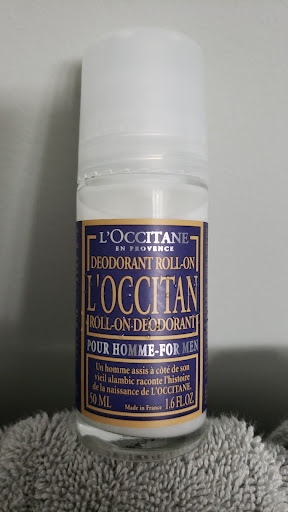 L'OCCITANE
EN PROVENCE
DEODORANT ROLL-ON
L'OCCITAN
ROLL-ON-DEODORANT
POUR HOMME-FOR MEN
Un homme assis à côté de son
vieil alambic raconte l'histoire
de la naissance de L'OCCITANE.
50 ML Made in France 1.6 FL.OZ